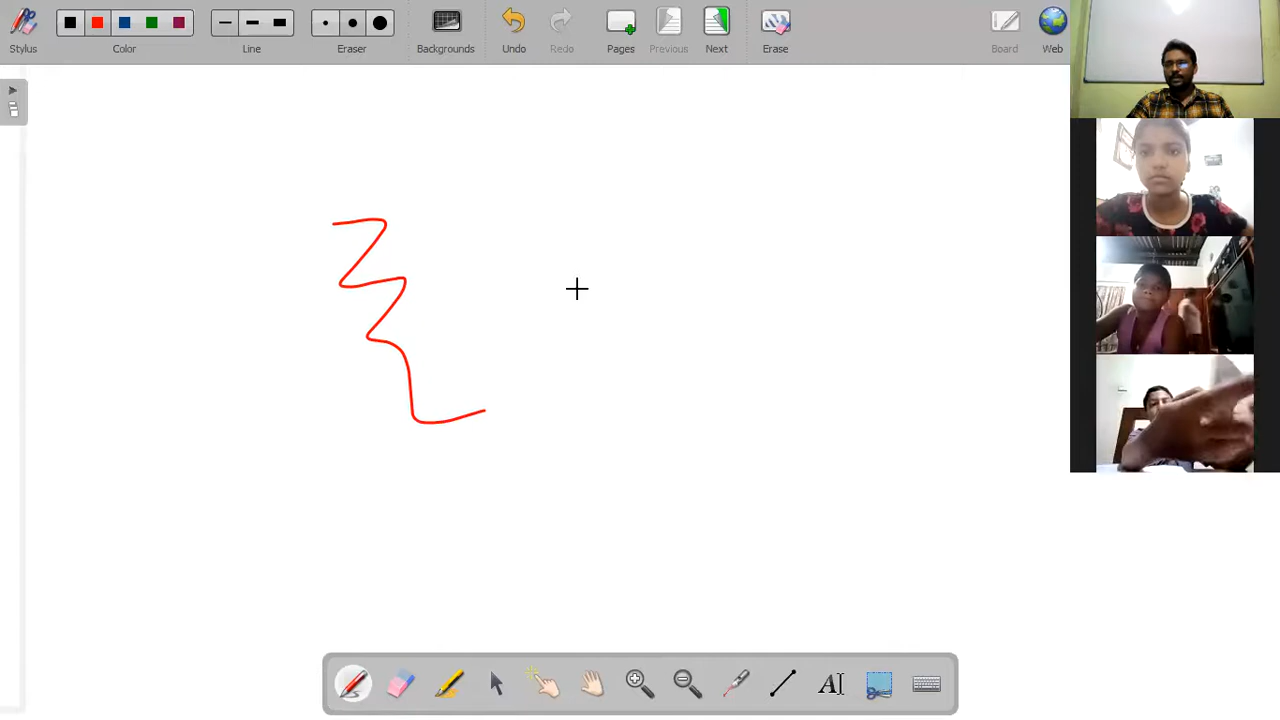 Stylus
Color
Line
Eraser
Backgrounds
Undo
Redo
Pages
Previous
Next
Erase
Board
Web